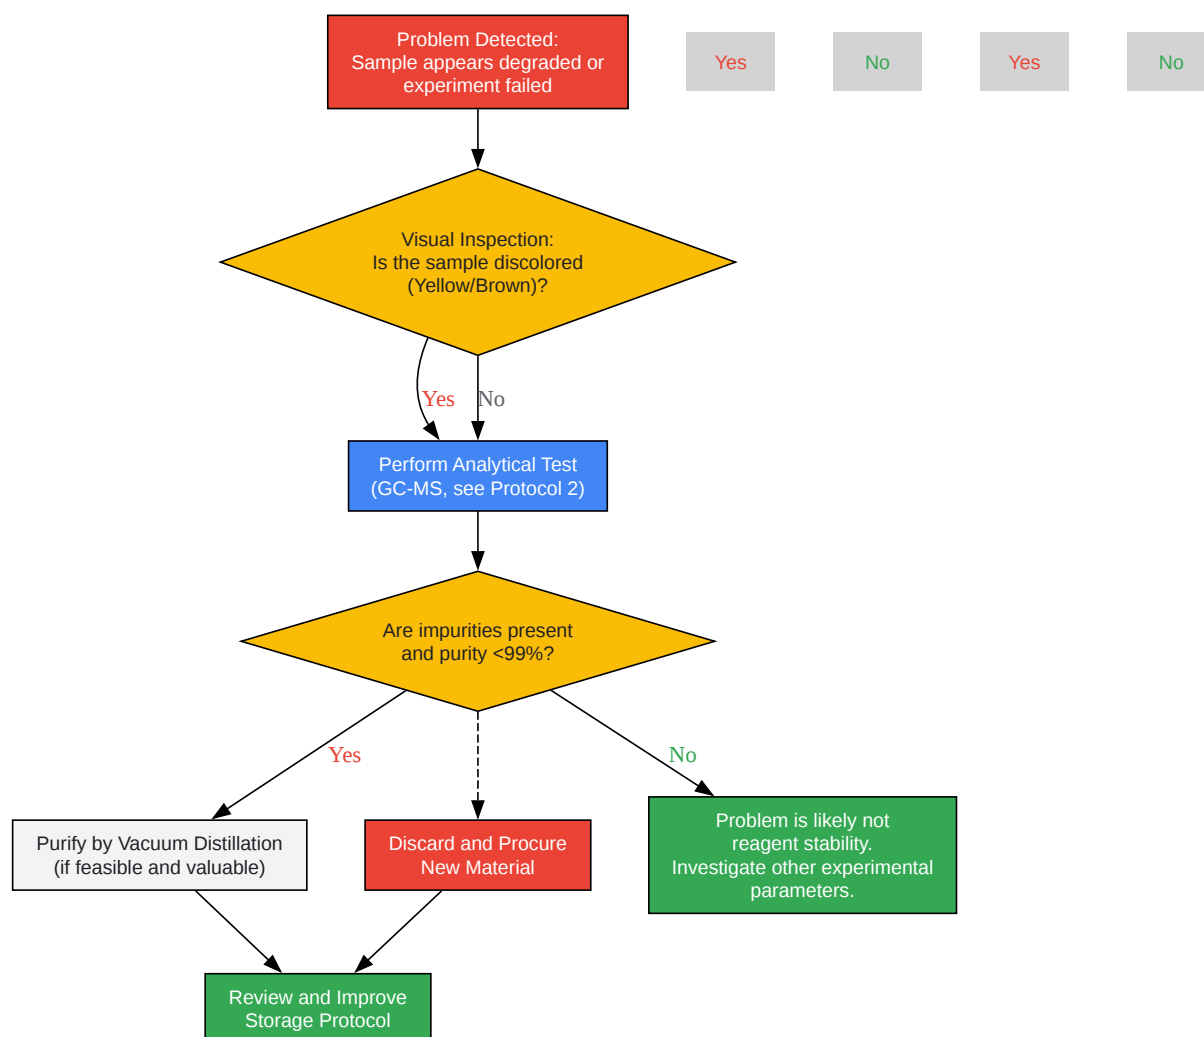 Problem Detected:
Sample appears degraded or
experiment failed
Yes
No
Yes
No
Visual Inspection:
Is the sample discolored
(Yellow/Brown)?
Yes
No
Perform Analytical Test
(GC-MS, see Protocol 2)
Are impurities present
and purity <99%?
Yes
No
Purify by Vacuum Distillation
(if feasible and valuable)
Discard and Procure
New Material
Problem is likely not
reagent stability.
Investigate other experimental
parameters.
Review and Improve
Storage Protocol